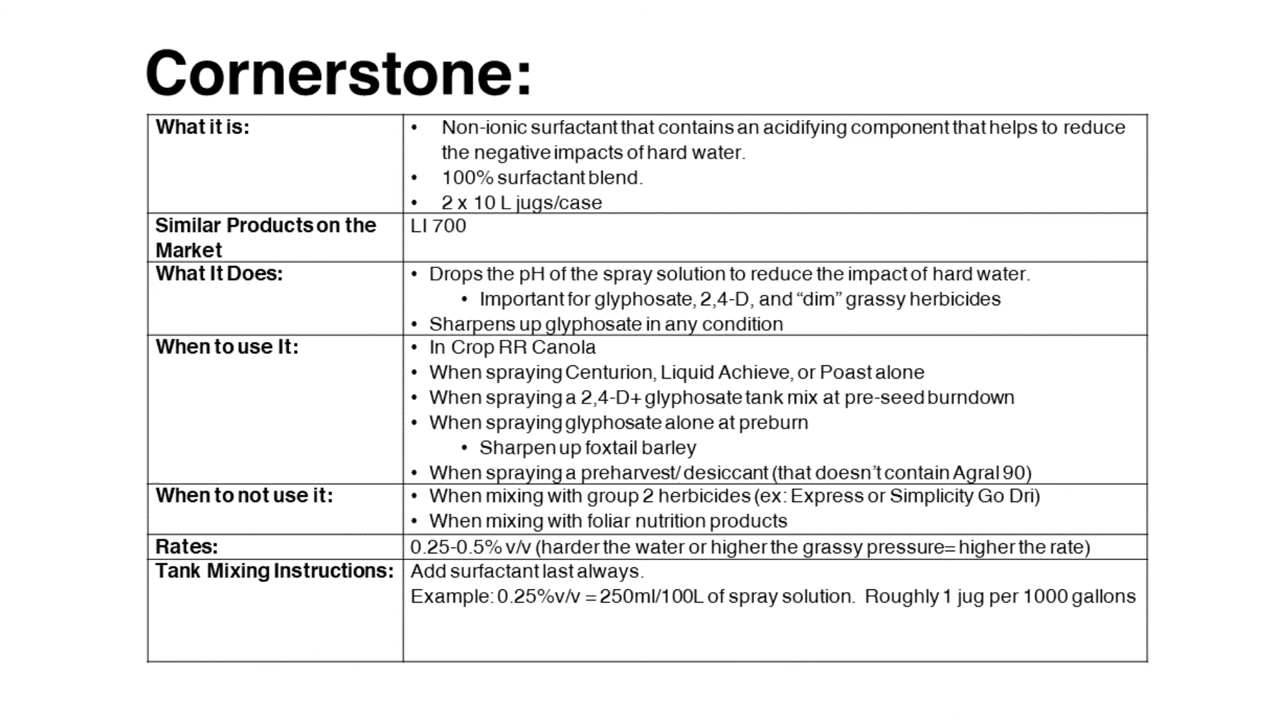 Cornerstone:
What it is:
• Non-ionic surfactant that contains an acidifying component that helps to reduce
the negative impacts of hard water.
• 100% surfactant blend.
• 2 x 10 L jugs/case
Similar Products on the
Market
LI 700
What It Does:
• Drops the pH of the spray solution to reduce the impact of hard water.
• Important for glyphosate, 2,4-D, and “dim” grassy herbicides
• Sharpens up glyphosate in any condition
When to use It:
• In Crop RR Canola
• When spraying Centurion, Liquid Achieve, or Poast alone
• When spraying a 2,4-D+ glyphosate tank mix at pre-seed burndown
• When spraying glyphosate alone at preburn
• Sharpen up foxtail barley
• When spraying a preharvest/ desiccant (that doesn’t contain Agral 90)
When to not use it:
• When mixing with group 2 herbicides (ex: Express or Simplicity Go Dri)
• When mixing with foliar nutrition products
Rates:
0.25-0.5% v/v (harder the water or higher the grassy pressure= higher the rate)
Tank Mixing Instructions:
Add surfactant last always.
Example: 0.25%v/v = 250ml/100L of spray solution. Roughly 1 jug per 1000 gallons